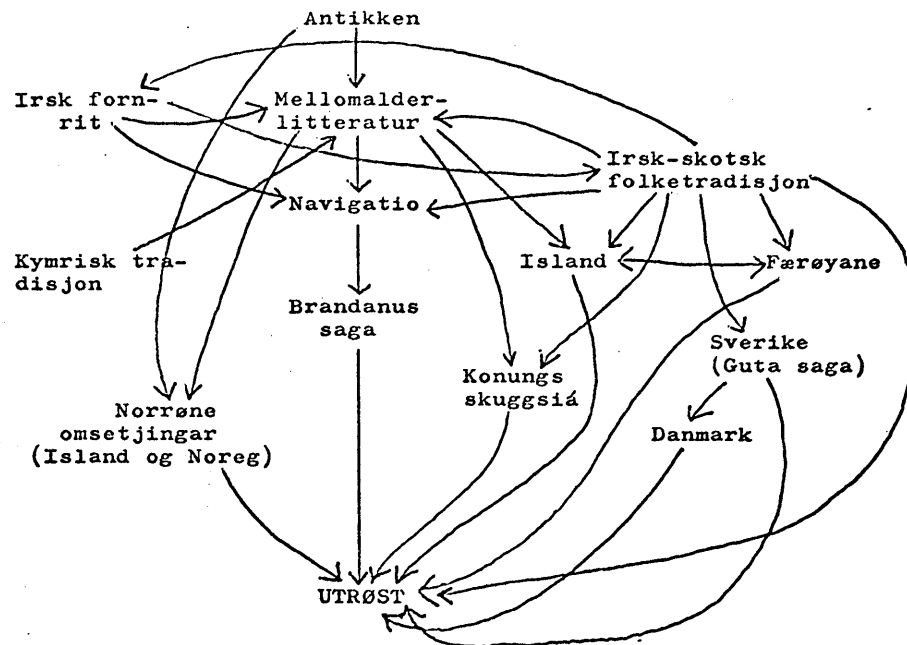 Antikken
Irsk forn-
rit
Mellomalder-
litteratur
Irsk-skotsk
folketradisjon
Navigatio
Kymrisk tra-
disjon
Island
Færøyane
Brandanus
saga
Sverike
(Guta saga)
Konungs
skuggsiá
Norrøne
omsetjingar
(Island og Noreg)
Danmark
UTRØST